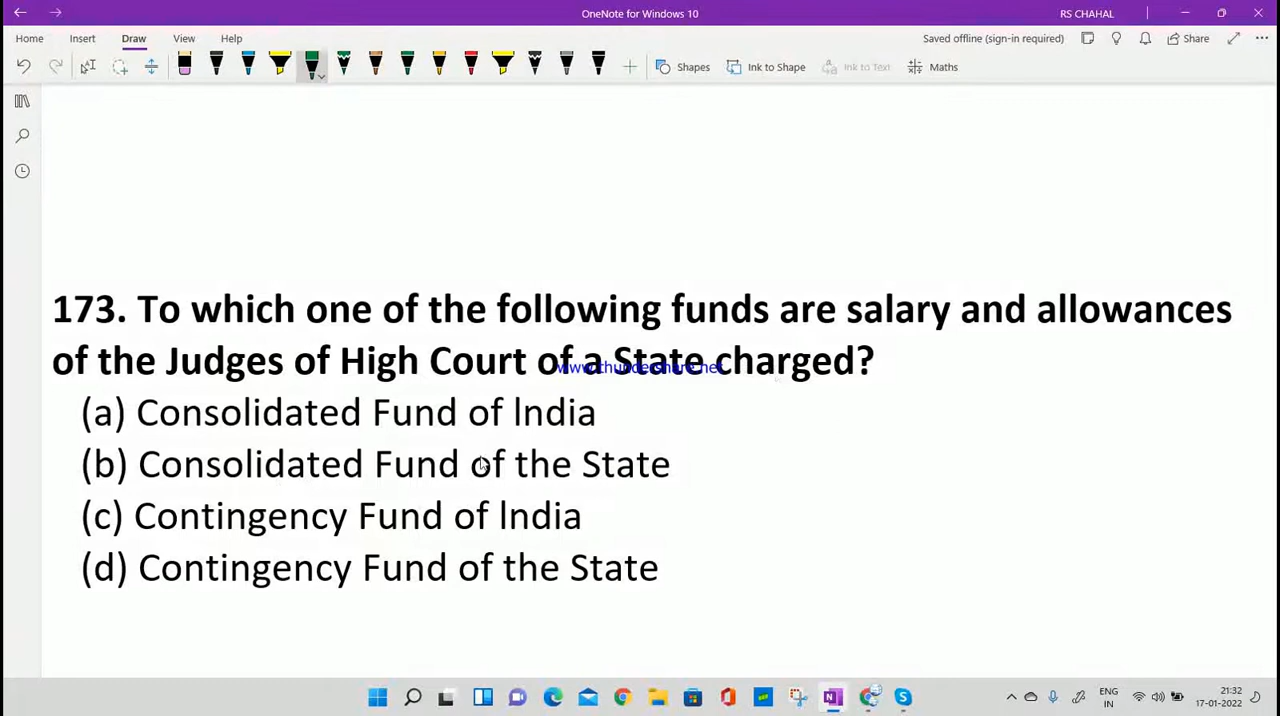 OneNote for Windows 10
RS CHAHAL
Home Insert Draw View Help
Saved offline (sign-in required)
Share
Shapes
Ink to Shape
Ink to Text
Maths
173. To which one of the following funds are salary and allowances
of the Judges of High Court of a State charged?
www.thundershare.net
(a) Consolidated Fund of India
(b) Consolidated Fund of the State
(c) Contingency Fund of India
(d) Contingency Fund of the State
ENG
IN
21:32
17-01-2022